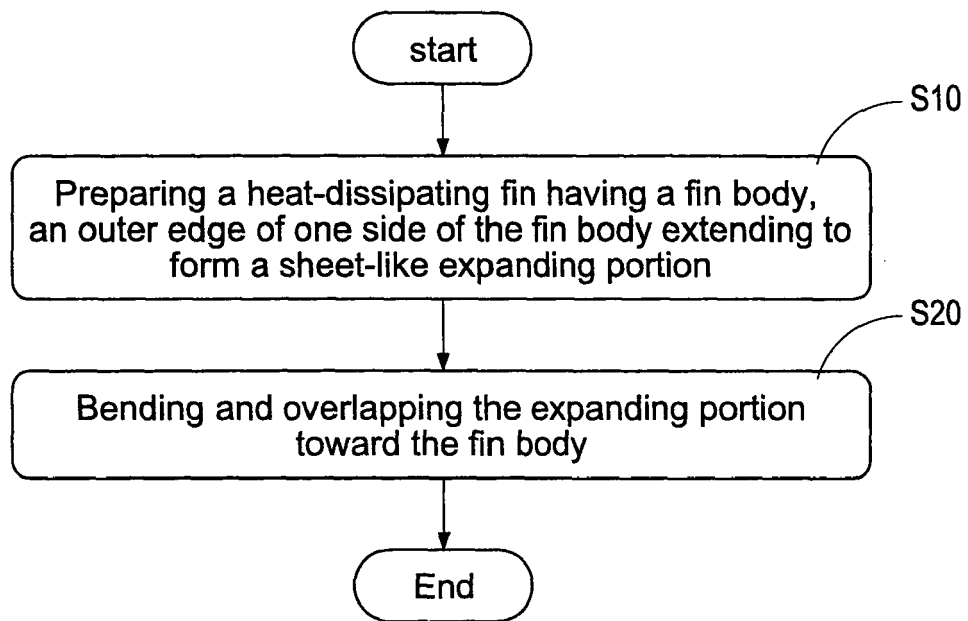 start
S10
Preparing a heat-dissipating fin having a fin body,
an outer edge of one side of the fin body extending to
form a sheet-like expanding portion
S20
Bending and overlapping the expanding portion
toward the fin body
End